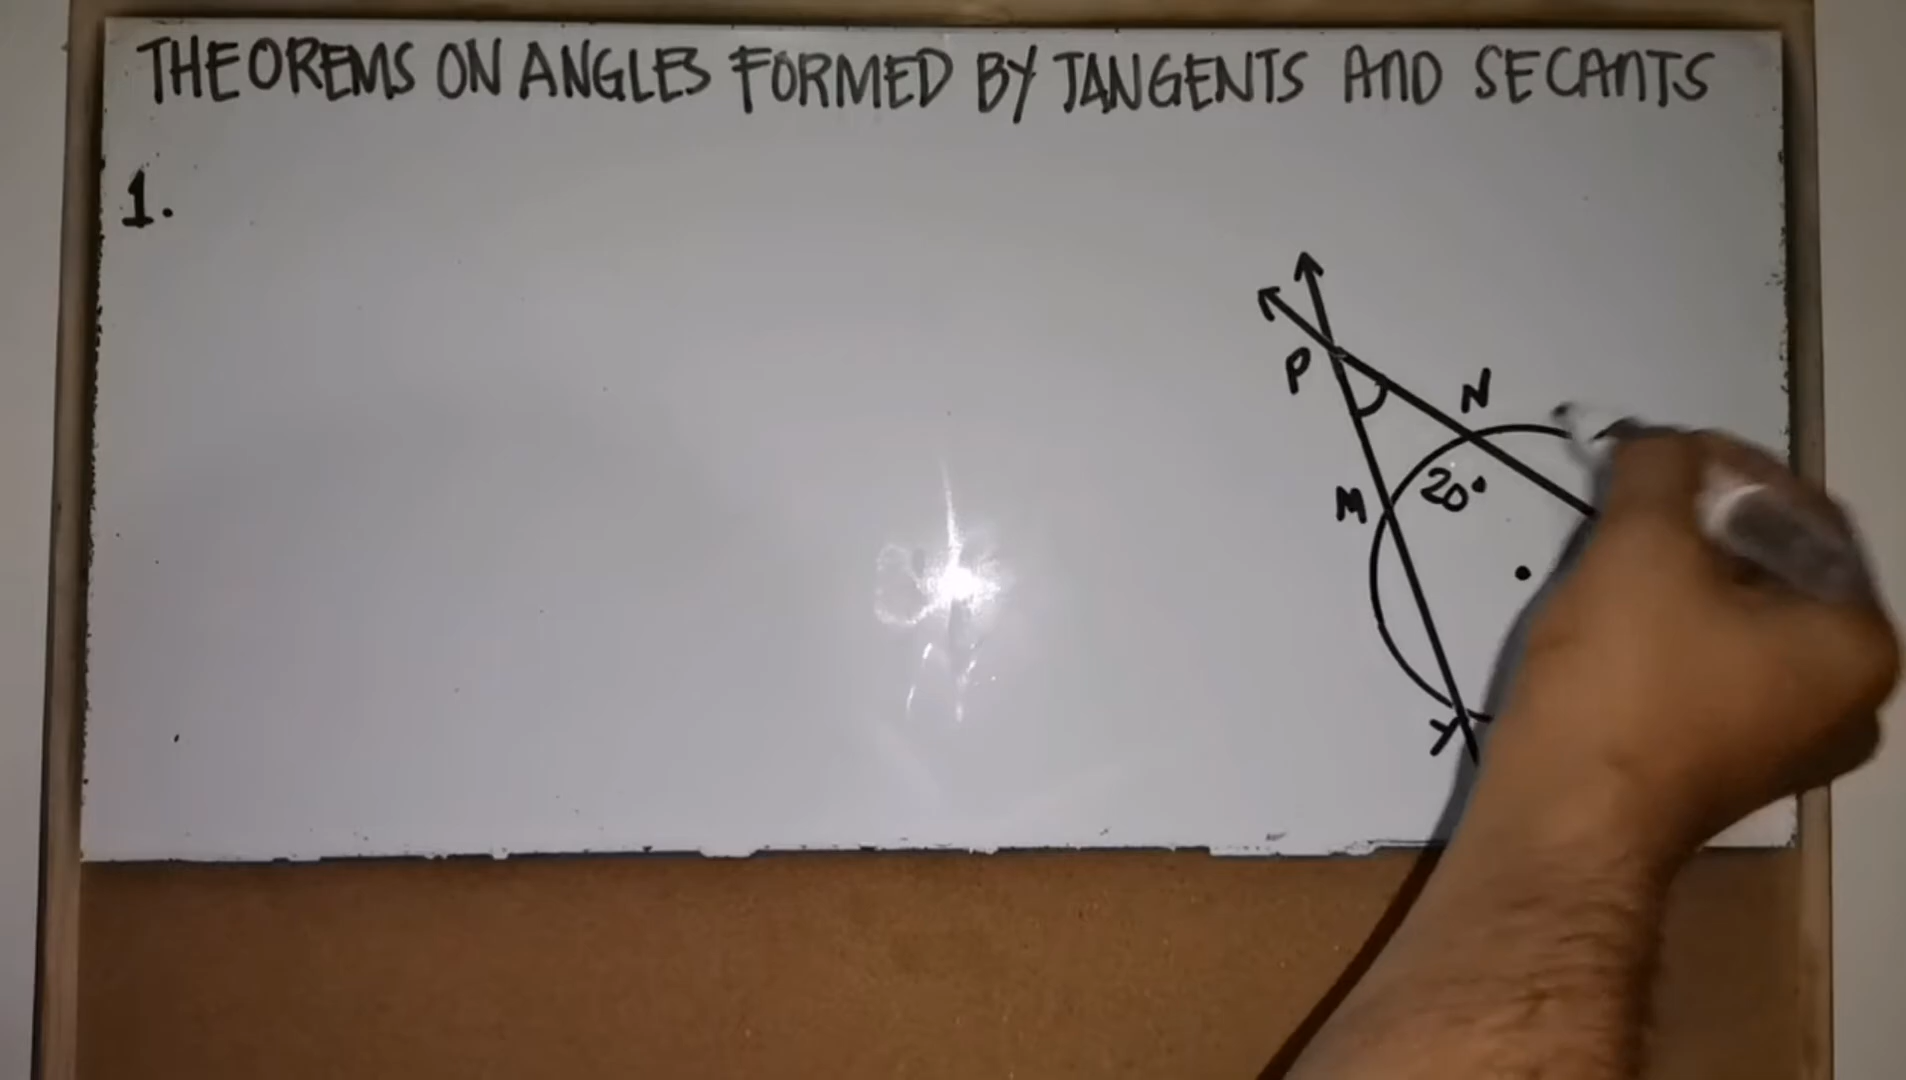 THEOREMS ON ANGLES FORMED BY TANGENTS AND SECANTS
1.
P
N
M
20°
Y